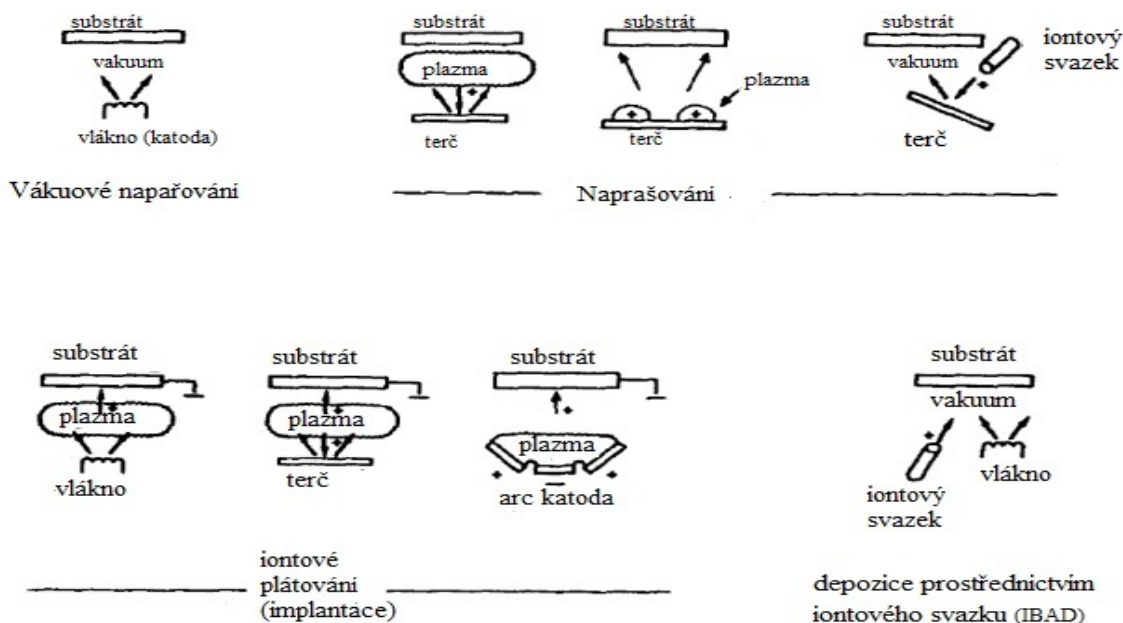 substrát
vakuum
vlákno (katoda)
Vákuové napařování
substrát
plazma
terč
substrát
plazma
terč
substrát
vakuum
iontový
svazek
terč
Naprašování
substrát
plazma
vlákno
substrát
plazma
terč
substrát
plazma
arc katoda
iontové
plátování
(implantáce)
substrát
vakuum
iontový
svazek
vlákno
depozice prostřednictvím
iontového svazku (IBAD)